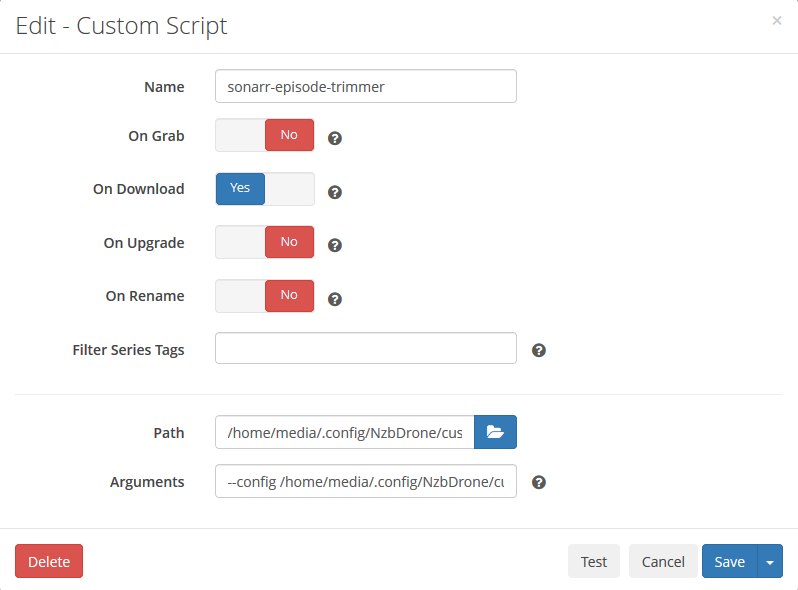 Edit - Custom Script
×
Name
sonarr-episode-trimmer
On Grab
No
On Download
Yes
On Upgrade
No
On Rename
No
Filter Series Tags
Path
/home/media/.config/NzbDrone/cus
Arguments
--config /home/media/.config/NzbDrone/cu
Delete
Test
Cancel
Save